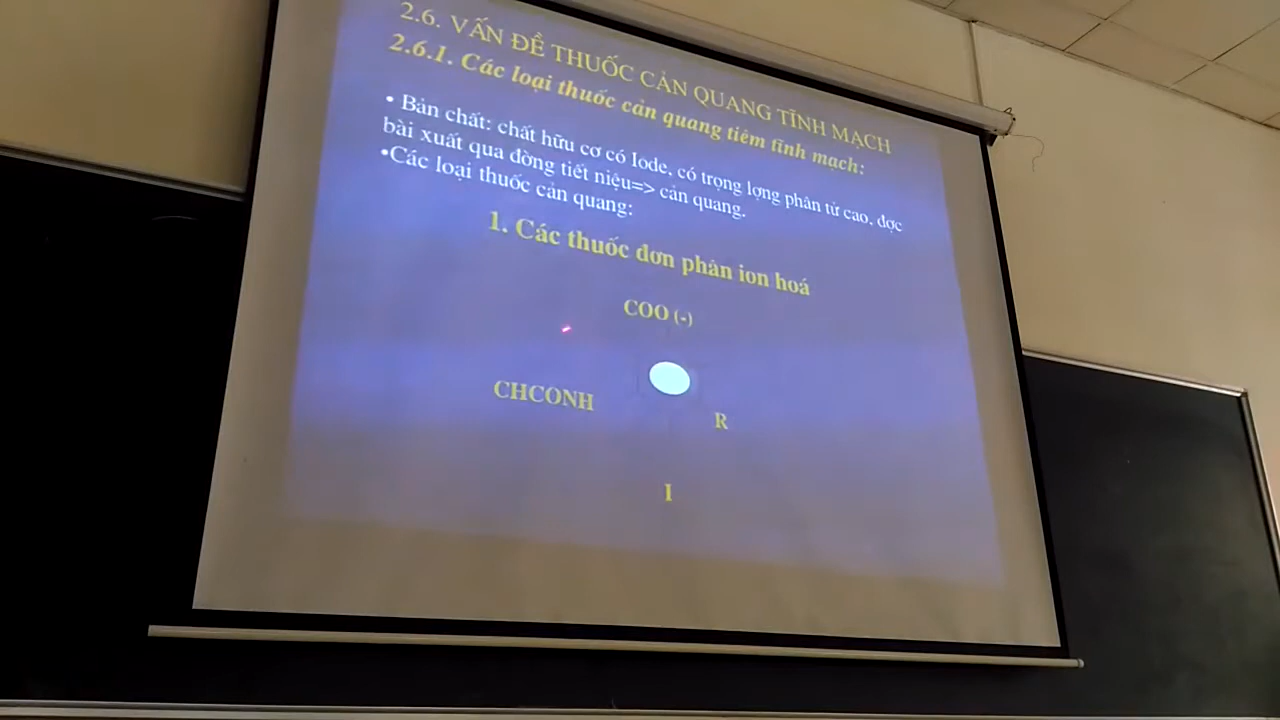 2.6. VẤN ĐỀ THUỐC CẢN QUANG TĨNH MẠCH
2.6.1. Các loại thuốc cản quang tiêm tĩnh mạch:
• Bản chất: chất hữu cơ có Iode, có trọng lợng phân tử cao, đợc
bài xuất qua đờng tiết niệu=> cản quang.
•Các loại thuốc cản quang:
1. Các thuốc đơn phân ion hoá
COO (-)
CHCONH
R
I